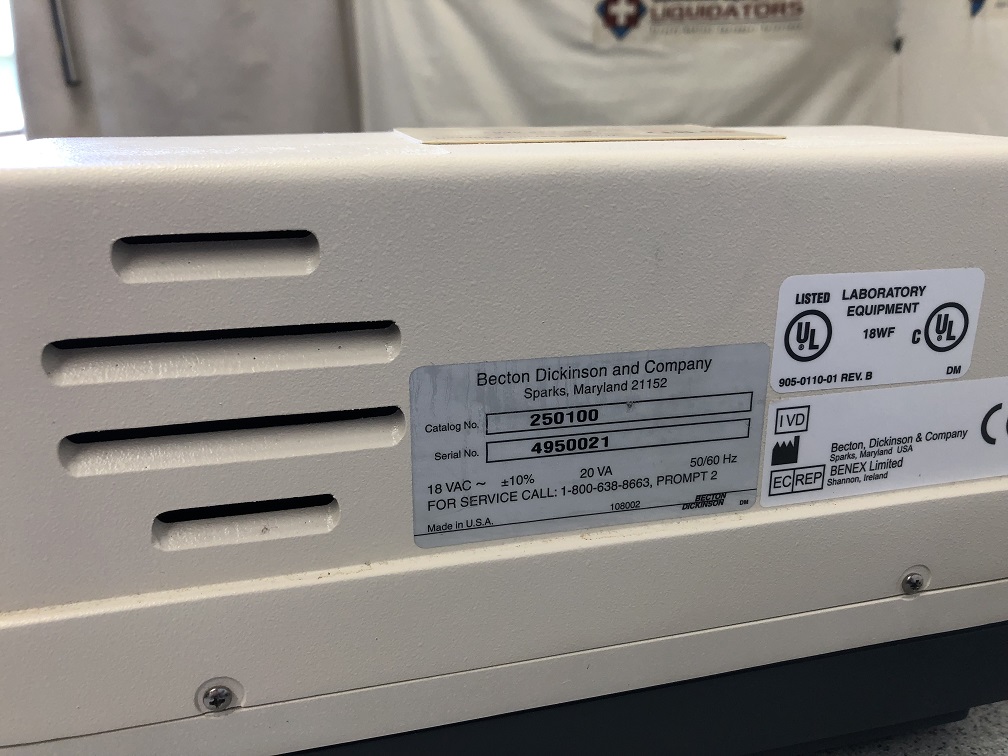 LIQUIDATORS
Becton Dickinson and Company
Sparks, Maryland 21152
Catalog No. 250100
Serial No. 4950021
18 VAC ~ ±10% 20 VA 50/60 Hz
FOR SERVICE CALL: 1-800-638-8663, PROMPT 2
Made in U.S.A. 108002 BECTON DICKINSON DM
LISTED LABORATORY
EQUIPMENT
UL 18WF C UL
905-0110-01 REV. B DM
IVD
Becton, Dickinson & Company
Sparks, Maryland USA
EC REP BENEX Limited
Shannon, Ireland